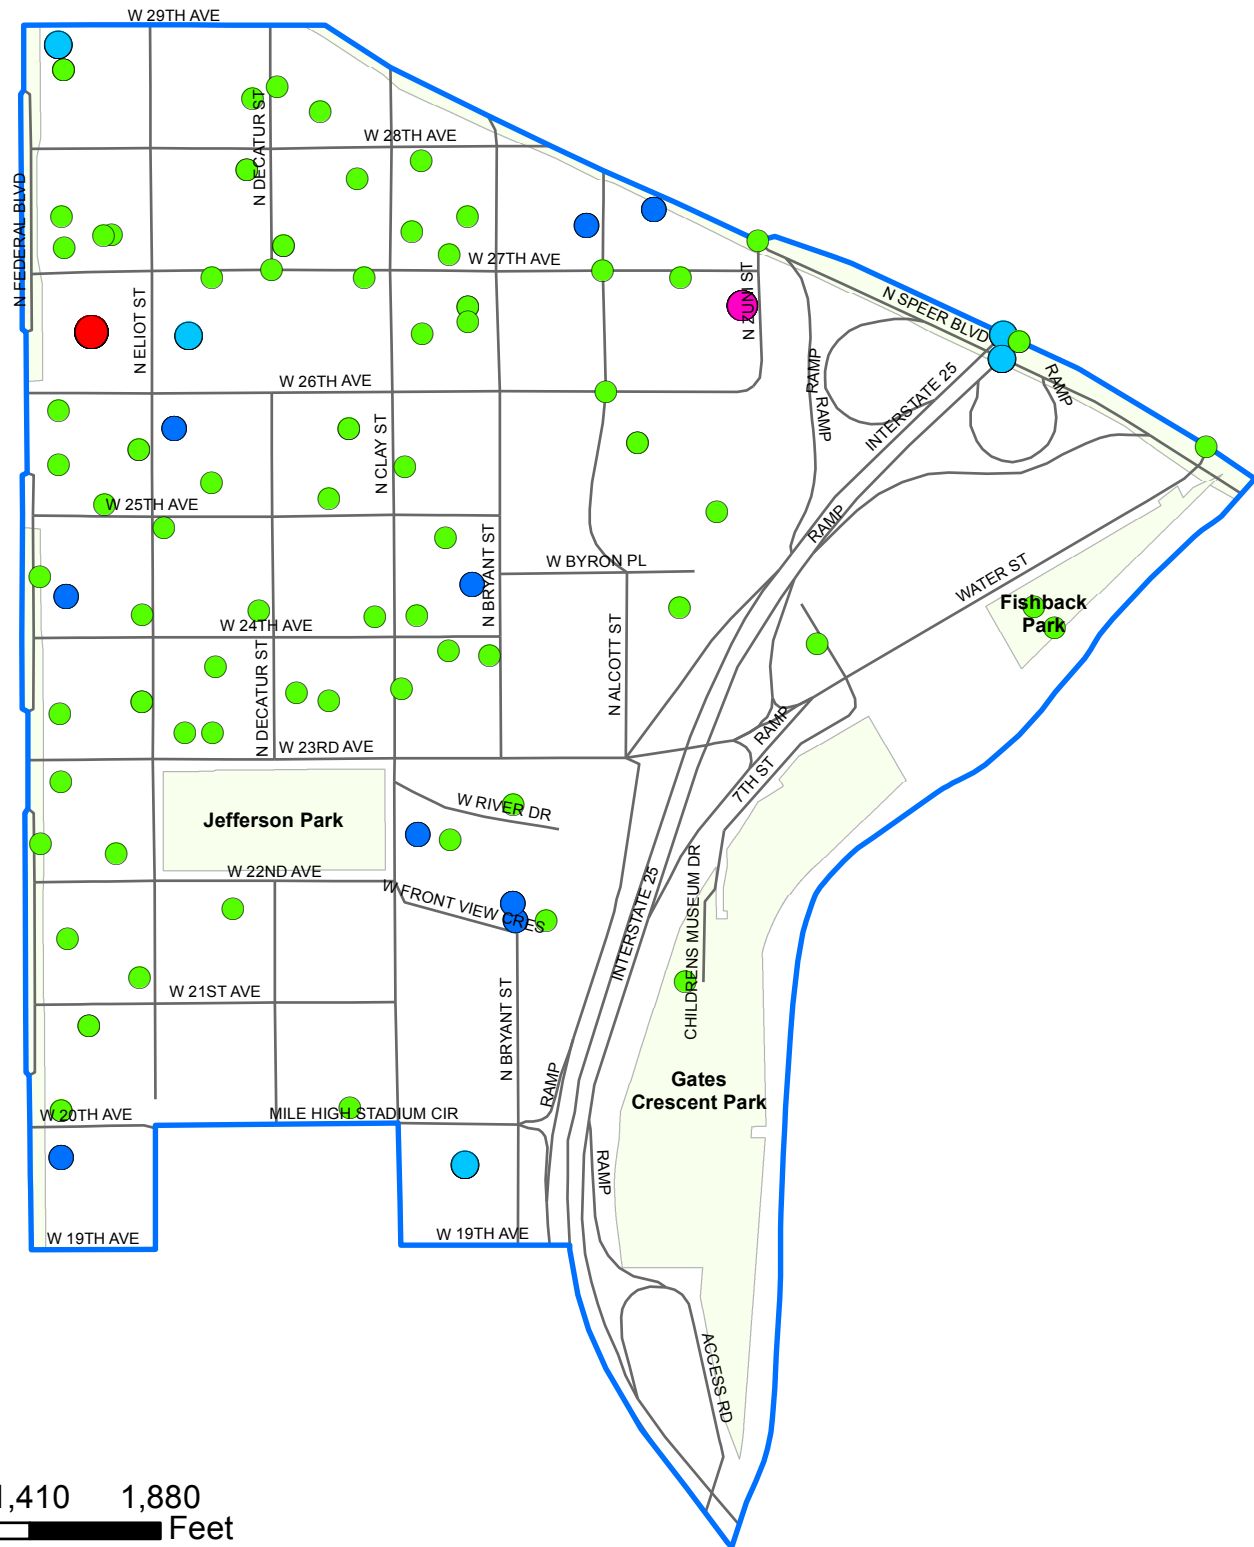 W 29TH AVE
N DECATUR ST
W 28TH AVE
N FEDERAL BLVD
W 27TH AVE
N ZUNI ST
N SPEER BLVD
N ELIOT ST
RAMP
RAMP
INTERSTATE 25
RAMP
W 26TH AVE
N CLAY ST
W 25TH AVE
RAMP
N BRYANT ST
W BYRON PL
WATER ST
Fishback
Park
W 24TH AVE
N DECATUR ST
N ALCOTT ST
RAMP
W 23RD AVE
7TH ST
W RIVER DR
Jefferson Park
W 22ND AVE
W FRONT VIEW CRES
INTERSTATE 25
CHILDRENS MUSEUM DR
W 21ST AVE
N BRYANT ST
RAMP
Gates
Crescent Park
W 20TH AVE
MILE HIGH STADIUM CIR
RAMP
W 19TH AVE
W 19TH AVE
ACCESS RD
1,410 1,880
Feet